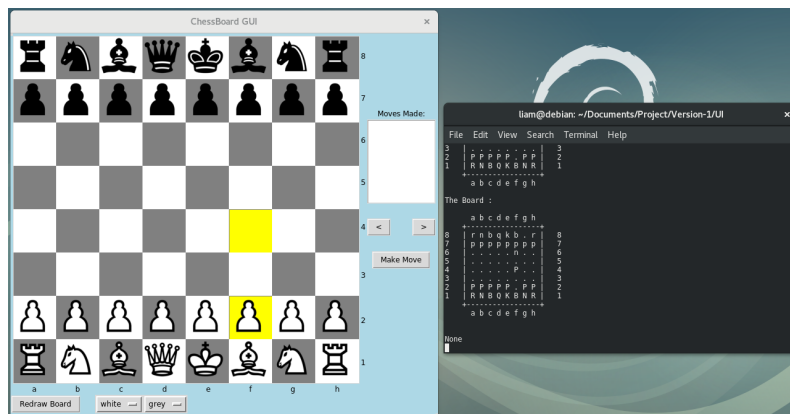 ChessBoard GUI
×
8
7
Moves Made:
6
5
4
<
>
Make Move
3
2
1
a b c d e f g h
Redraw Board
white
grey
liam@debian: ~/Documents/Project/Version-1/UI
×
File Edit View Search Terminal Help
3 | . . . . . . . . | 3
2 | P P P P P . P P | 2
1 | R N B Q K B N R | 1
+----------------+
a b c d e f g h
The Board :
a b c d e f g h
+----------------+
8 | r n b q k b . r | 8
7 | p p p p p p p p | 7
6 | . . . . . n . . | 6
5 | . . . . . . . . | 5
4 | . . . . . P . . | 4
3 | . . . . . . . . | 3
2 | P P P P P . P P | 2
1 | R N B Q K B N R | 1
+----------------+
a b c d e f g h
None